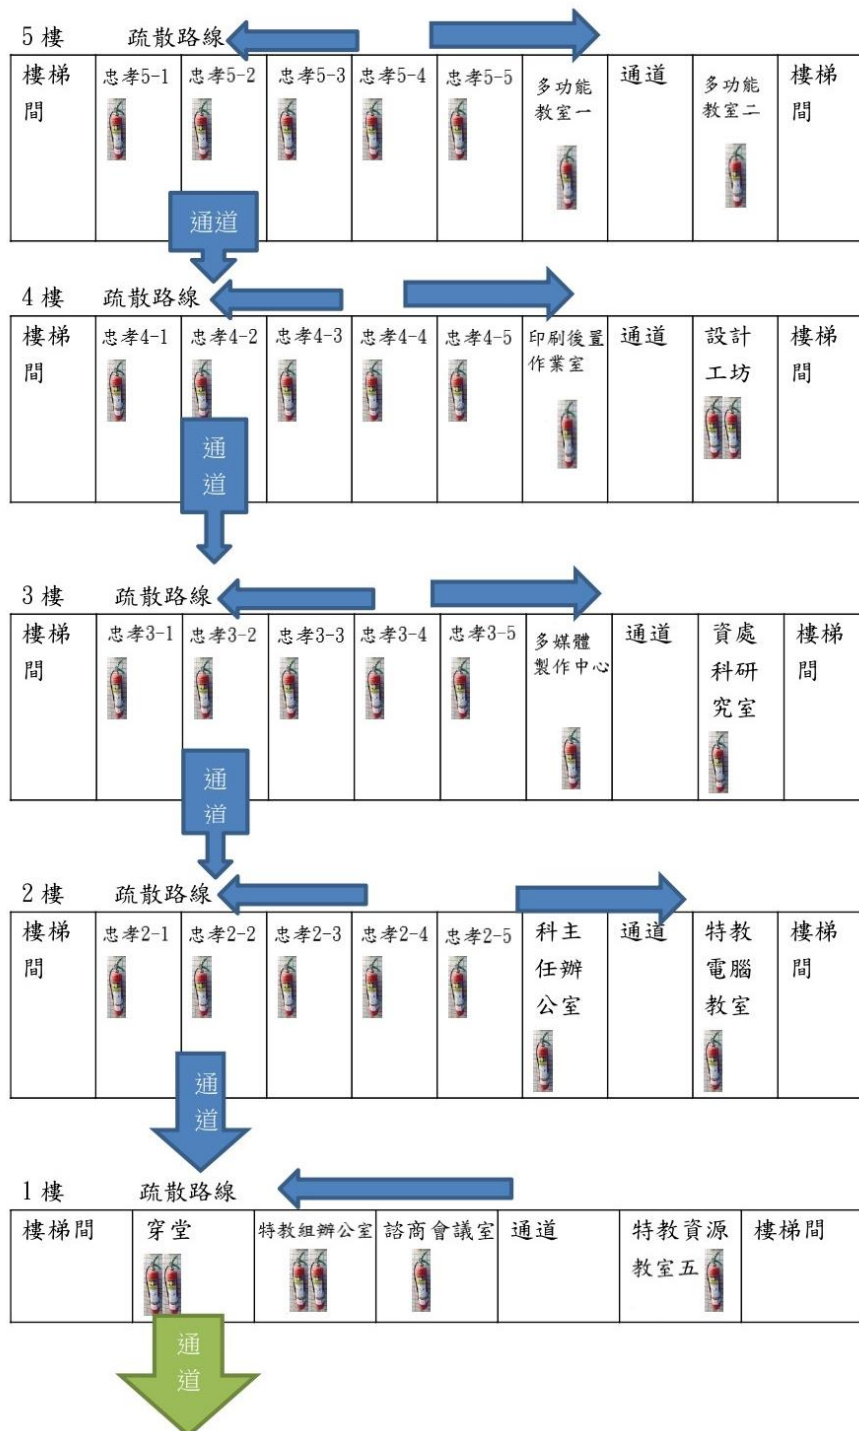 5樓 疏散路線
樓梯間
忠孝5-1
忠孝5-2
忠孝5-3
忠孝5-4
忠孝5-5
多功能
教室一
通道
多功能
教室二
樓梯間
通道
4樓 疏散路線
樓梯間
忠孝4-1
忠孝4-2
忠孝4-3
忠孝4-4
忠孝4-5
印刷後置
作業室
通道
設計
工坊
樓梯間
通道
3樓 疏散路線
樓梯間
忠孝3-1
忠孝3-2
忠孝3-3
忠孝3-4
忠孝3-5
多媒體
製作中心
通道
資處
科研
究室
樓梯間
通道
2樓 疏散路線
樓梯間
忠孝2-1
忠孝2-2
忠孝2-3
忠孝2-4
忠孝2-5
科主
任辦
公室
通道
特教
電腦
教室
樓梯間
通道
1樓 疏散路線
樓梯間
穿堂
特教組辦公室
諮商會議室
通道
特教資源
教室五
樓梯間
通道